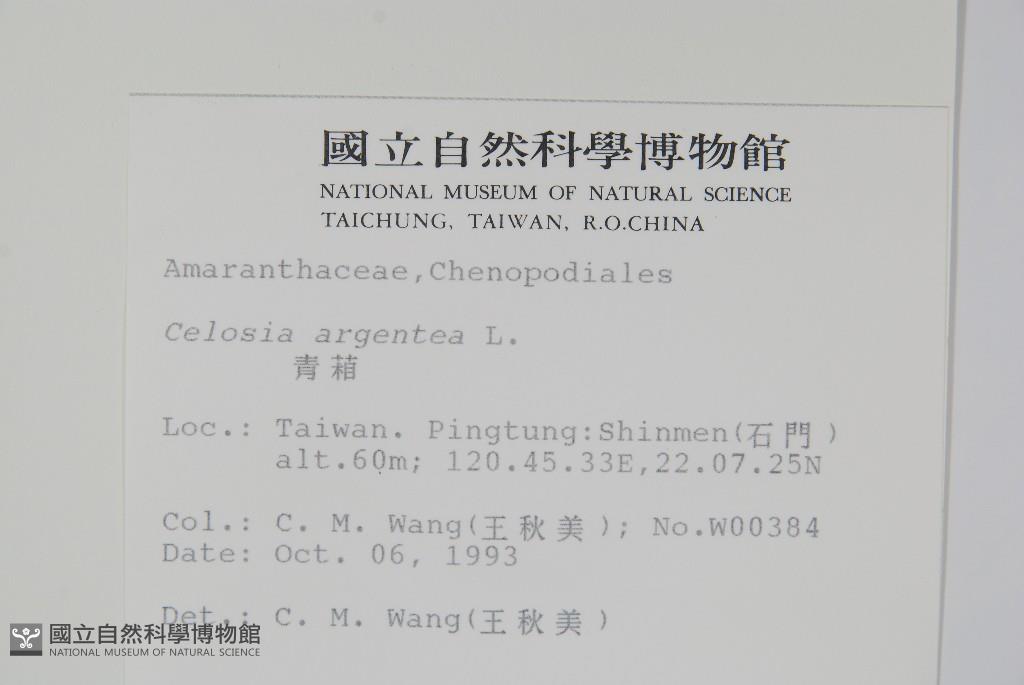 國立自然科學博物館
NATIONAL MUSEUM OF NATURAL SCIENCE
TAICHUNG, TAIWAN, R.O.CHINA
Amaranthaceae,Chenopodiales
Celosia argentea L.
青葙
Loc.: Taiwan. Pingtung:Shinmen(石門)
alt.60m; 120.45.33E,22.07.25N
Col.: C. M. Wang(王秋美); No.W00384
Date: Oct. 06, 1993
Det.: C. M. Wang(王秋美)
國立自然科學博物館
NATIONAL MUSEUM OF NATURAL SCIENCE